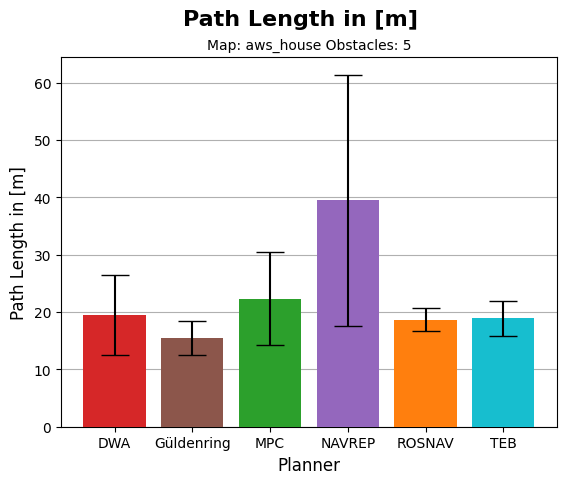 Path Length in [m]
Map: aws_house Obstacles: 5
Path Length in [m]
60
50
40
30
20
10
0
DWA Güldenring MPC NAVREP ROSNAV TEB
Planner